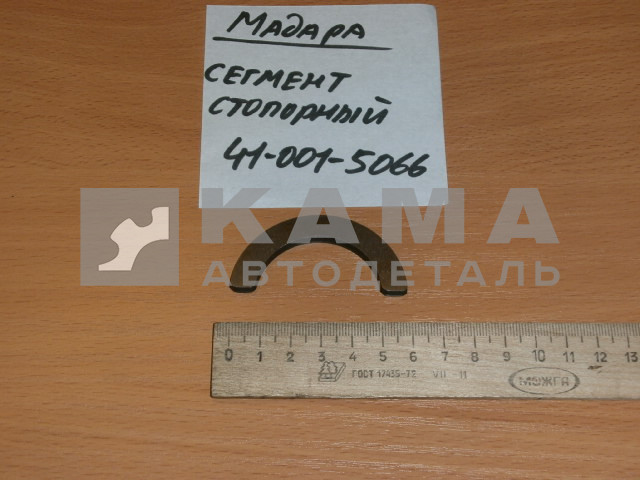 Мадара
СЕГМЕНТ
СТОПОРНЫЙ
41-001-5066
КАМА
АВТОДЕТАЛЬ
0 1 2 3 4 5 6 7 8 9 10 11 12 13
ГОСТ 17435-72 МОЖГА